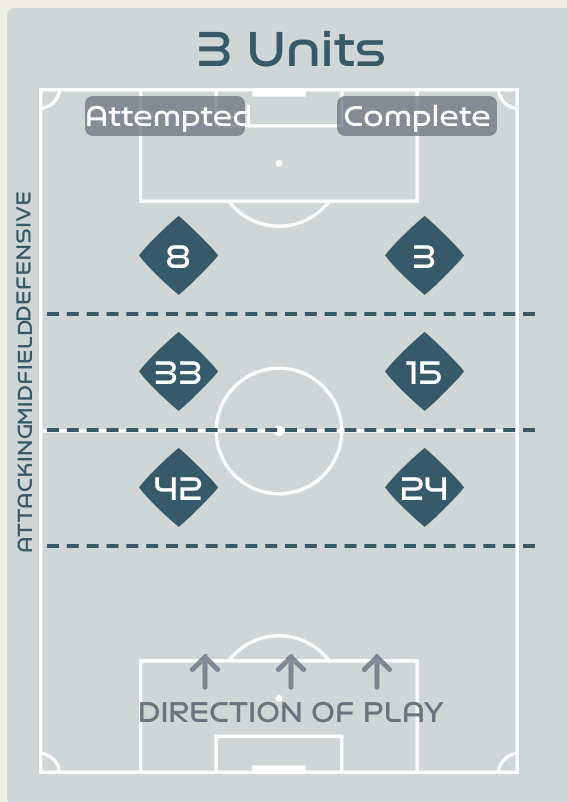 3 Units
Attempted
Complete
ATTACKINGMIDFIELDDEFENSIVE
8
3
33
15
42
24
DIRECTION OF PLAY